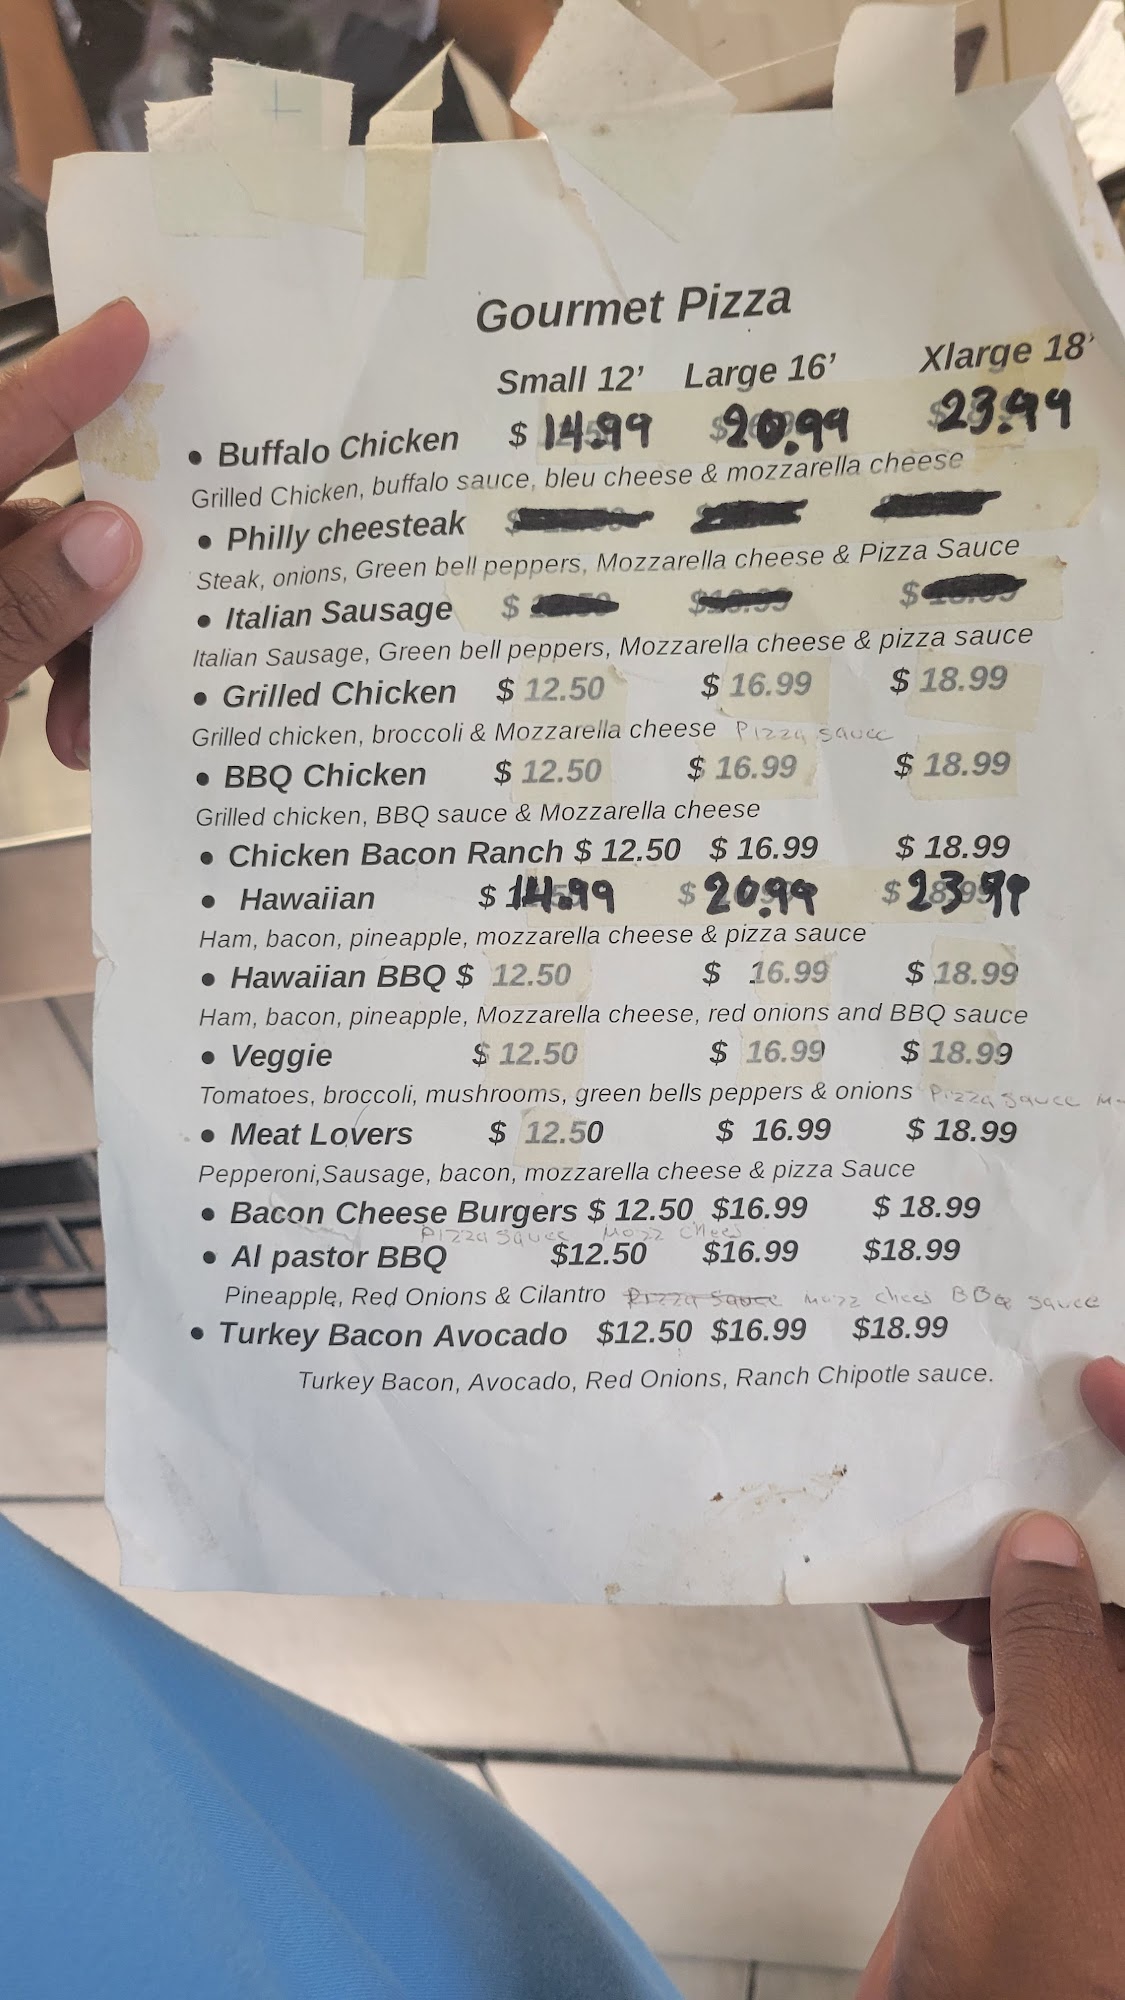 Gourmet Pizza
Small 12’ Large 16’ Xlarge 18’
• Buffalo Chicken $ 14.99 $ 20.99 $ 23.99
Grilled Chicken, buffalo sauce, bleu cheese & mozzarella cheese
• Philly cheesteak
Steak, onions, Green bell peppers, Mozzarella cheese & Pizza Sauce
• Italian Sausage $ $ $
Italian Sausage, Green bell peppers, Mozzarella cheese & pizza sauce
• Grilled Chicken $ 12.50 $ 16.99 $ 18.99
Grilled chicken, broccoli & Mozzarella cheese Pizza sauce
• BBQ Chicken $ 12.50 $ 16.99 $ 18.99
Grilled chicken, BBQ sauce & Mozzarella cheese
• Chicken Bacon Ranch $ 12.50 $ 16.99 $ 18.99
• Hawaiian $ 14.99 $ 20.99 $ 23.99
Ham, bacon, pineapple, mozzarella cheese & pizza sauce
• Hawaiian BBQ $ 12.50 $ 16.99 $ 18.99
Ham, bacon, pineapple, Mozzarella cheese, red onions and BBQ sauce
• Veggie $ 12.50 $ 16.99 $ 18.99
Tomatoes, broccoli, mushrooms, green bells peppers & onions Pizza sauce
• Meat Lovers $ 12.50 $ 16.99 $ 18.99
Pepperoni,Sausage, bacon, mozzarella cheese & pizza Sauce
• Bacon Cheese Burgers $ 12.50 $16.99 $ 18.99
Pizza sauce Mozz chees
• Al pastor BBQ $12.50 $16.99 $18.99
Pineapple, Red Onions & Cilantro Pizza Sauce Mozz chees BBQ sauce
• Turkey Bacon Avocado $12.50 $16.99 $18.99
Turkey Bacon, Avocado, Red Onions, Ranch Chipotle sauce.